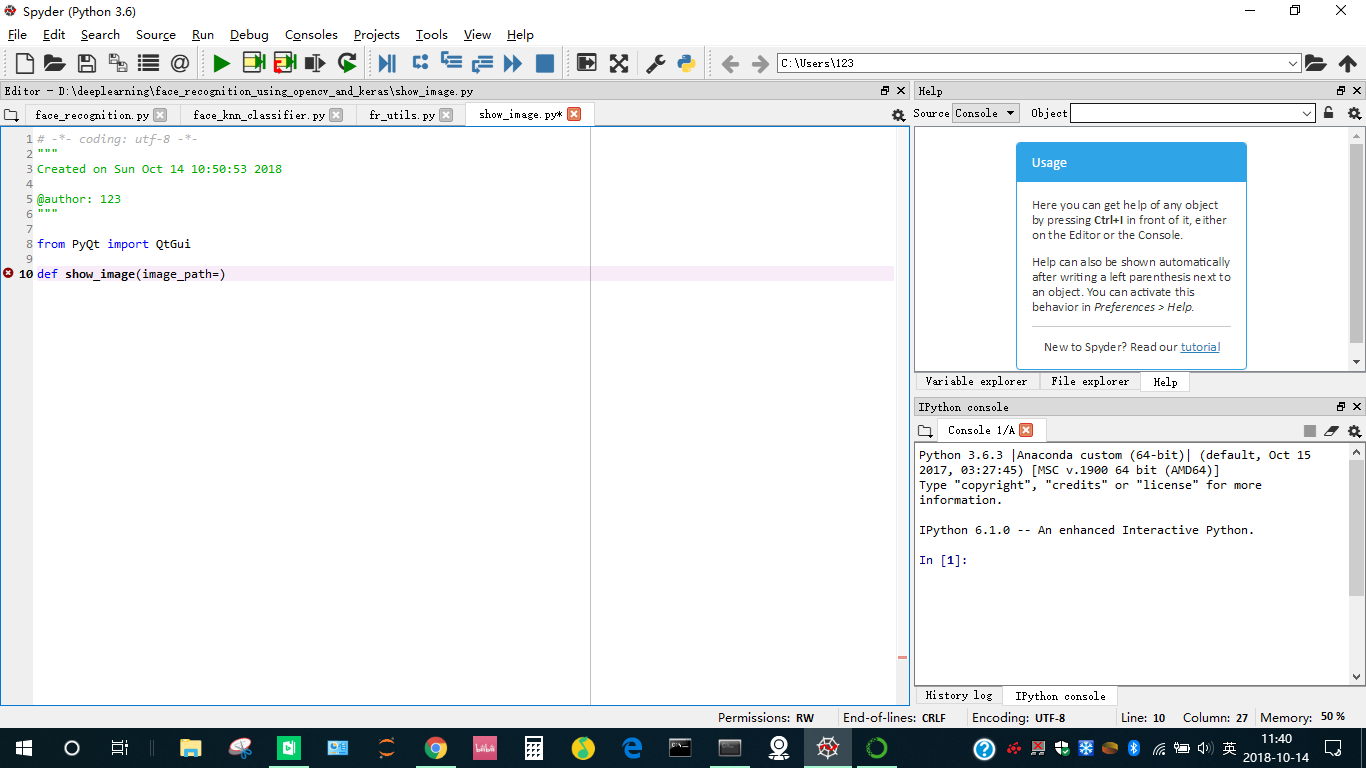 Spyder (Python 3.6)
File Edit Search Source Run Debug Consoles Projects Tools View Help
C:\Users\123
Editor - D:\deeplearning\face_recognition_using_opencv_and_keras\show_image.py
face_recognition.py face_knn_classifier.py fr_utils.py show_image.py*
1 # -*- coding: utf-8 -*-
2 """
3 Created on Sun Oct 14 10:50:53 2018
4
5 @author: 123
6 """
7
8 from PyQt import QtGui
9
10 def show_image(image_path=)
Help
Source Console Object
Usage
Here you can get help of any object
by pressing Ctrl+I in front of it, either
on the Editor or the Console.
Help can also be shown automatically
after writing a left parenthesis next to
an object. You can activate this
behavior in Preferences > Help.
New to Spyder? Read our tutorial
Variable explorer File explorer Help
IPython console
Console 1/A
Python 3.6.3 |Anaconda custom (64-bit)| (default, Oct 15
2017, 03:27:45) [MSC v.1900 64 bit (AMD64)]
Type "copyright", "credits" or "license" for more
information.
IPython 6.1.0 -- An enhanced Interactive Python.
In [1]:
History log IPython console
Permissions: RW End-of-lines: CRLF Encoding: UTF-8 Line: 10 Column: 27 Memory: 50 %
英
11:40
2018-10-14